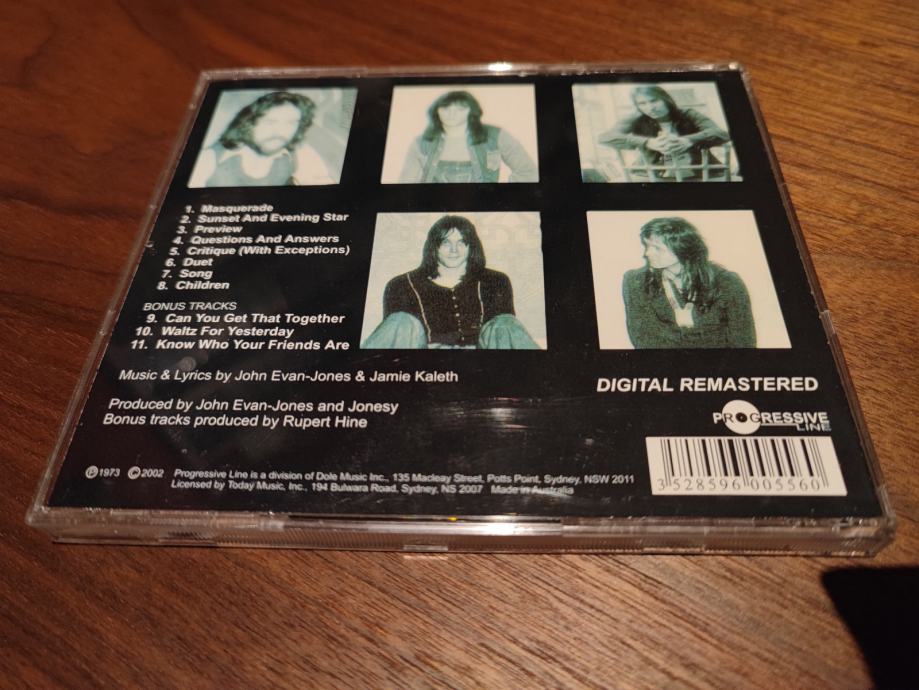 1. Masquerade
2. Sunset And Evening Star
3. Preview
4. Questions And Answers
5. Critique (With Exceptions)
6. Duet
7. Song
8. Children
BONUS TRACKS
9. Can You Get That Together
10. Waltz For Yesterday
11. Know Who Your Friends Are
Music & Lyrics by John Evan-Jones & Jamie Kaleth
Produced by John Evan-Jones and Jonesy
Bonus tracks produced by Rupert Hine
DIGITAL REMASTERED
PROGRESSIVE
LINE
℗1973 ©2002 Progressive Line is a division of Dole Music Inc., 135 Macleay Street, Potts Point, Sydney, NSW 2011
Licensed by Today Music, Inc., 194 Bulwara Road, Sydney, NS 2007 Made in Australia
3 528596 005560